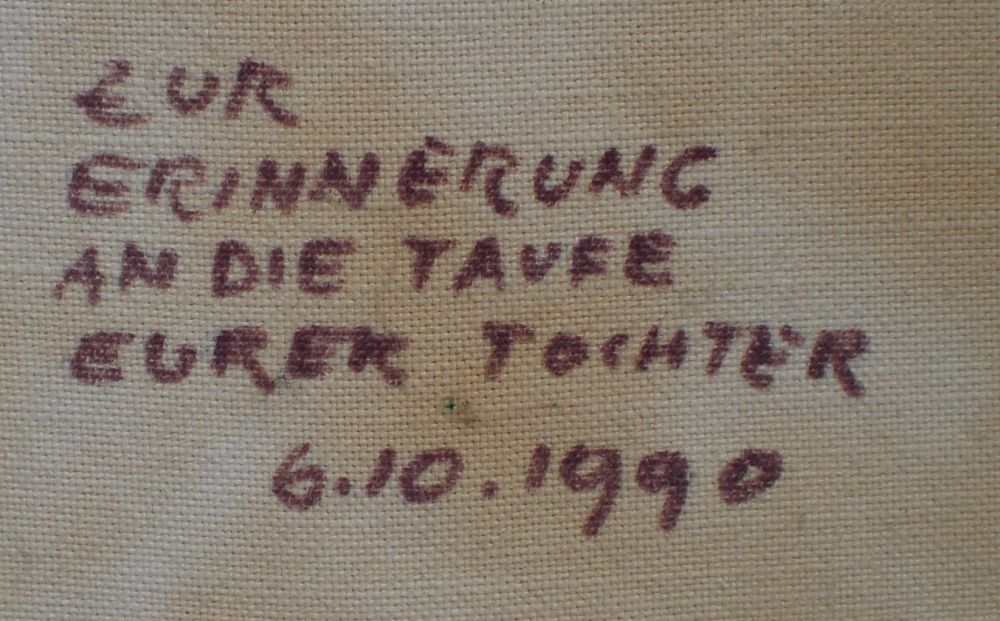 ZUR
ERINNERUNG
AN DIE TAUFE
EURER TOCHTER
6.10.1990